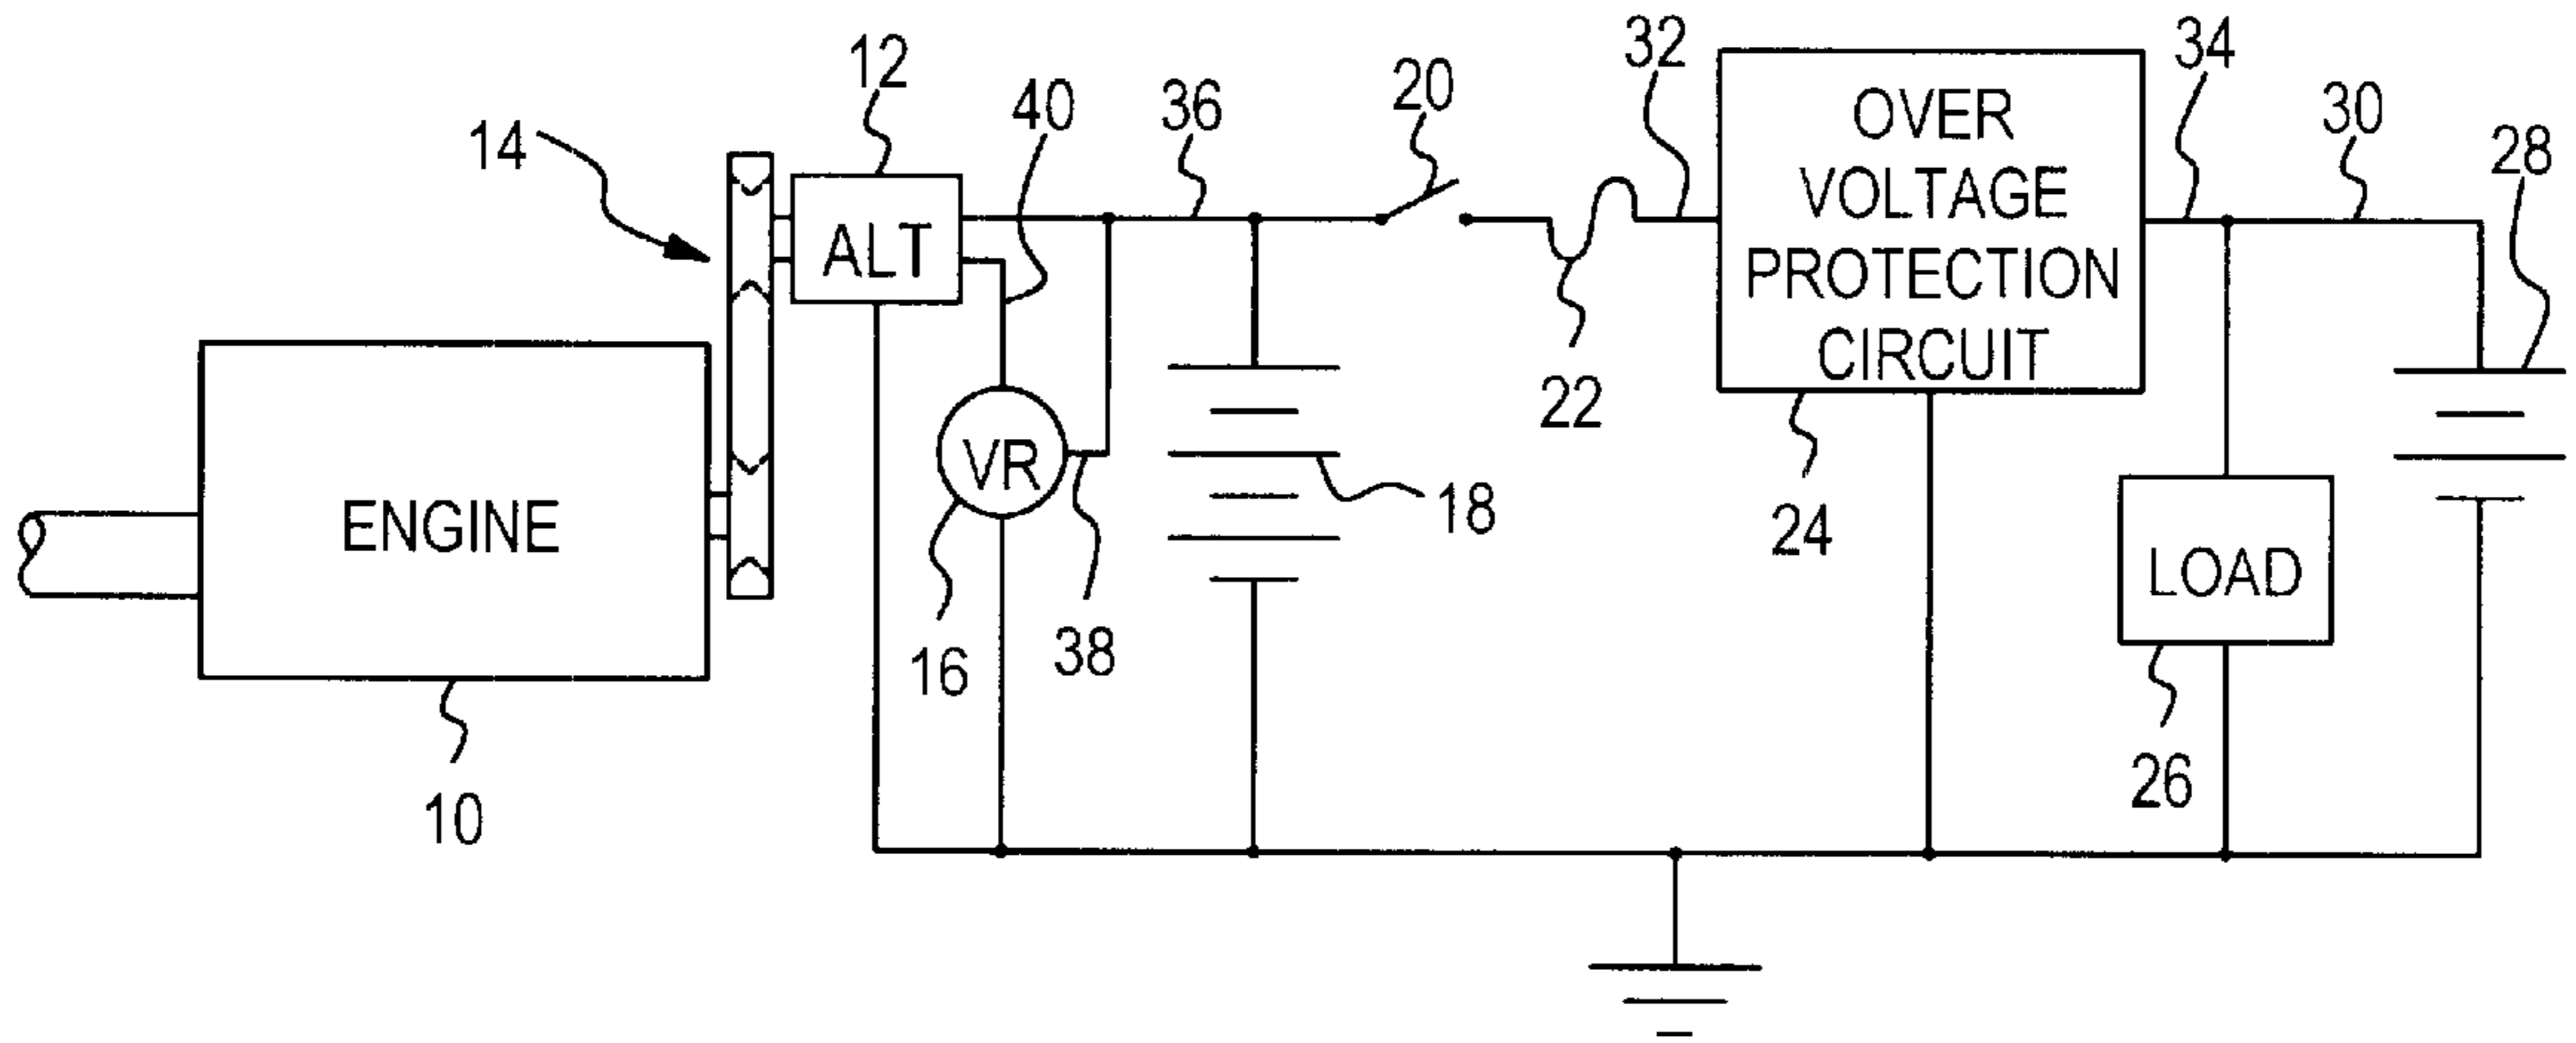 32
34
12
20
40
36
30
14
28
OVER
VOLTAGE
PROTECTION
CIRCUIT
ALT
22
VR
18
ENGINE
24
LOAD
38
16
26
10